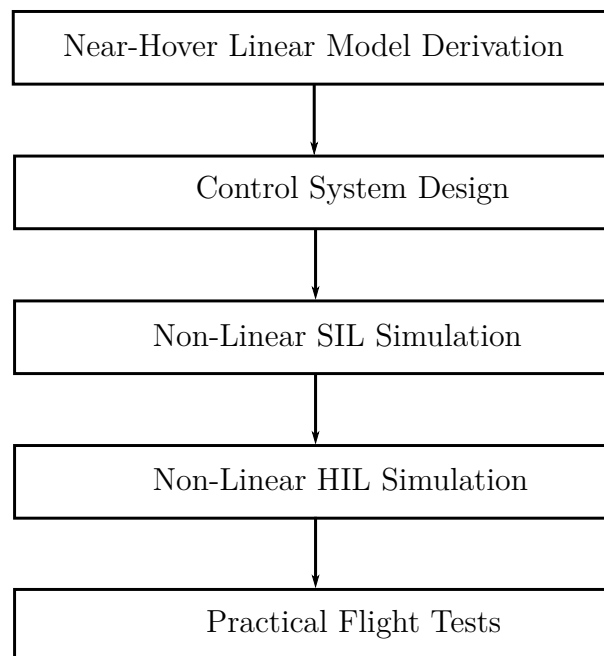 Near-Hover Linear Model Derivation
Control System Design
Non-Linear SIL Simulation
Non-Linear HIL Simulation
Practical Flight Tests